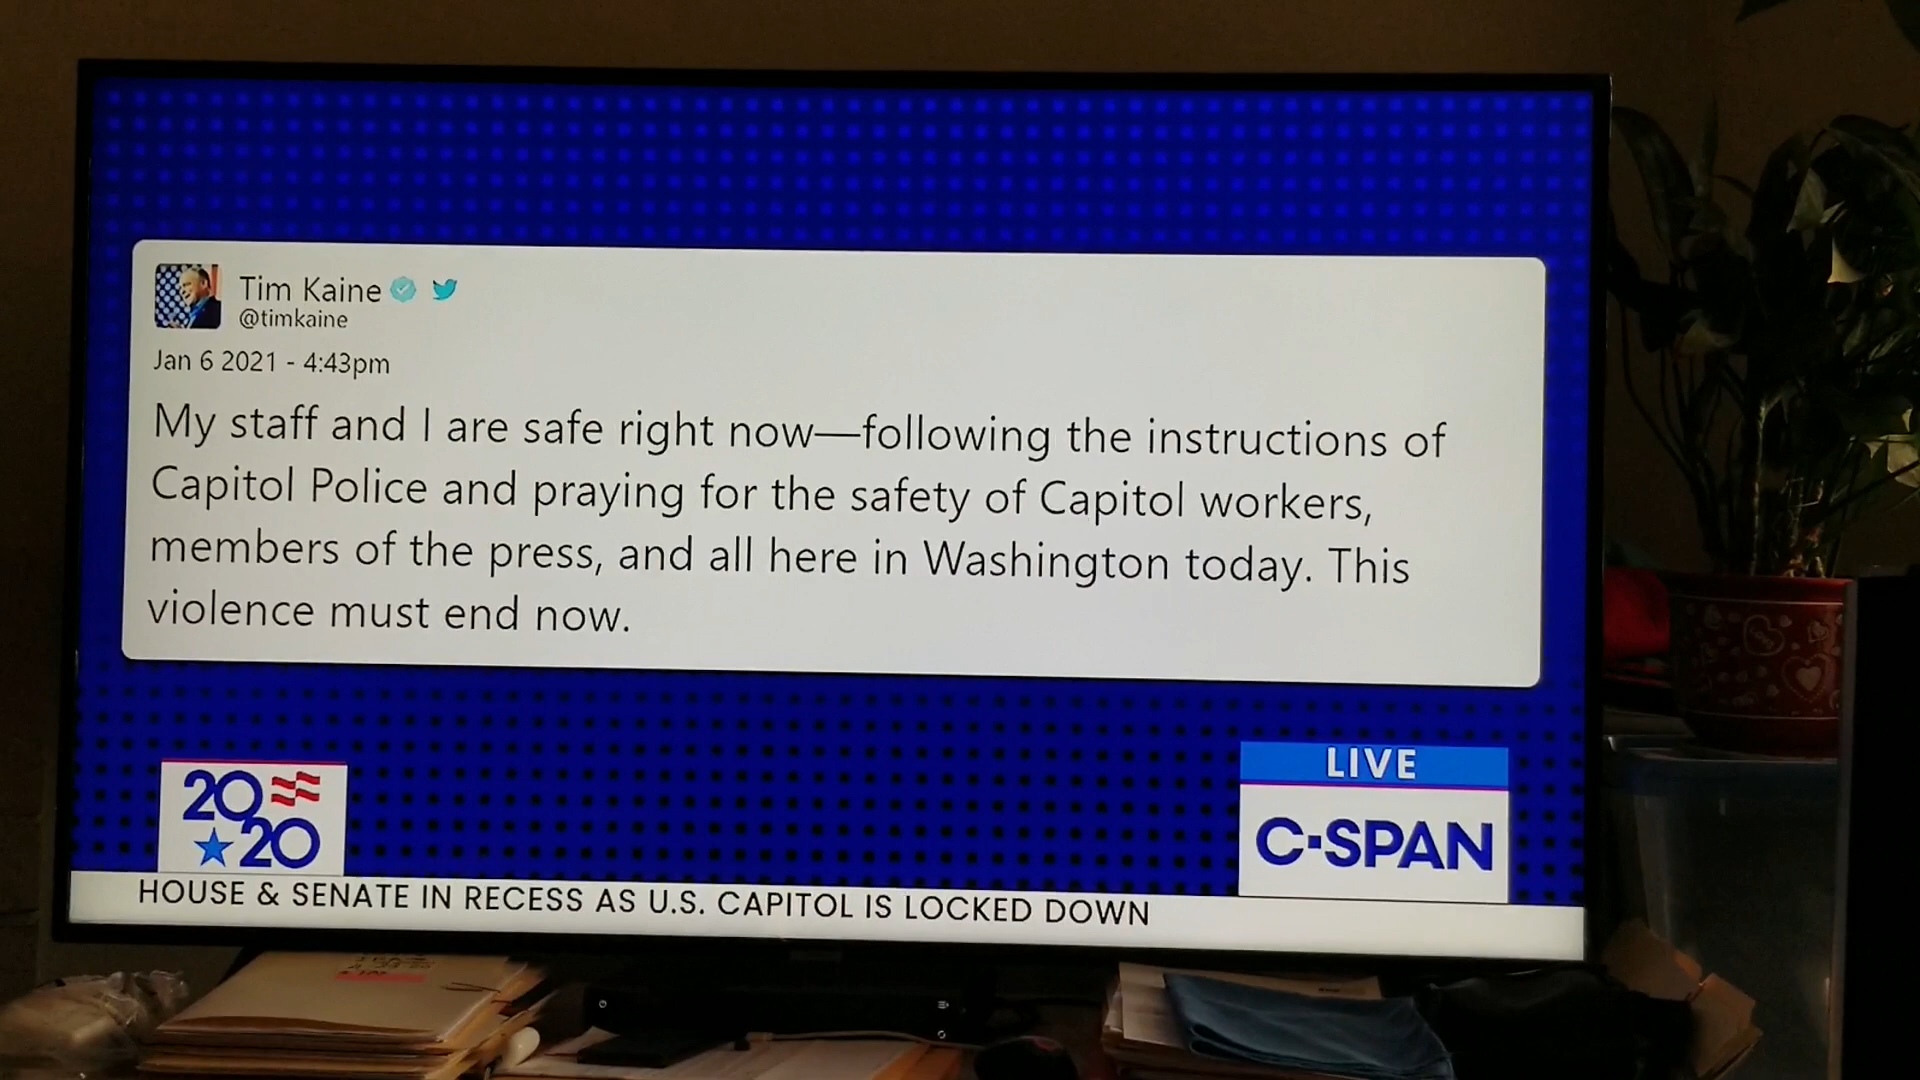 Tim Kaine
@timkaine
Jan 6 2021 - 4:43pm
My staff and I are safe right now—following the instructions of
Capitol Police and praying for the safety of Capitol workers,
members of the press, and all here in Washington today. This
violence must end now.
20
20
LIVE
C·SPAN
HOUSE & SENATE IN RECESS AS U.S. CAPITOL IS LOCKED DOWN